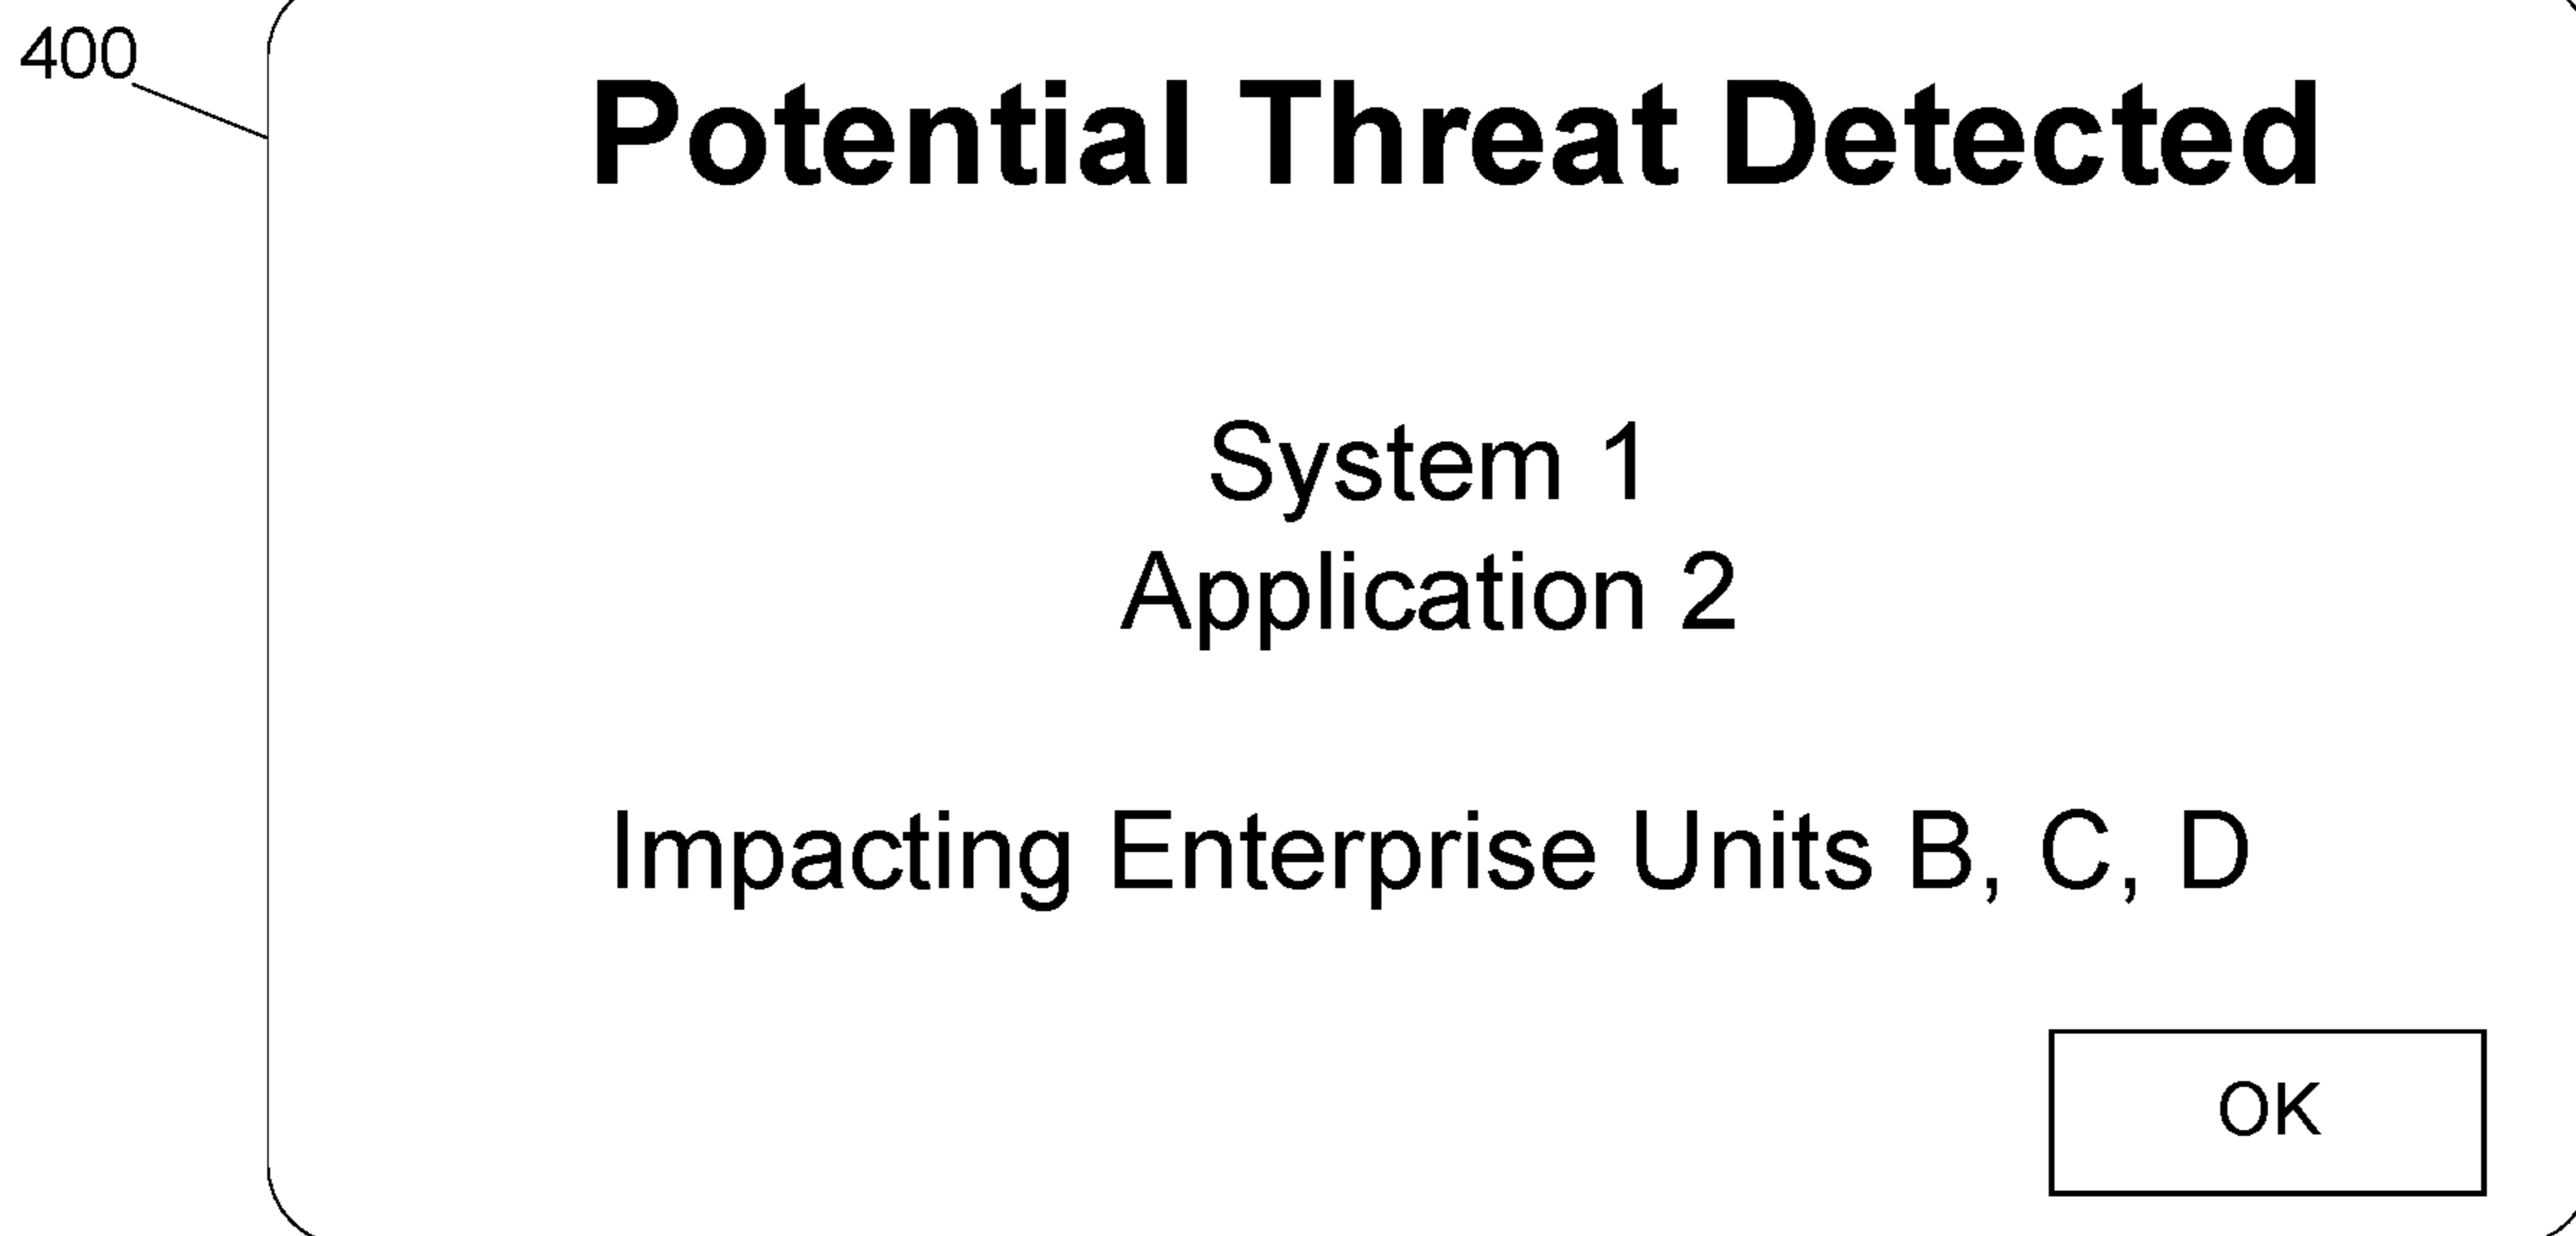 400
Potential Threat Detected
System 1
Application 2
Impacting Enterprise Units B, C, D
OK